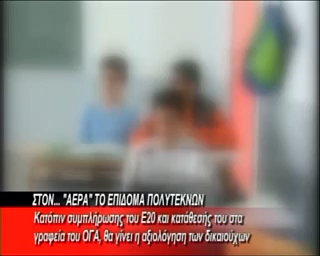 ΣΤΟΝ... "ΑΕΡΑ" ΤΟ ΕΠΙΔΟΜΑ ΠΟΛΥΤΕΚΝΩΝ
Κατόπιν συμπλήρωσης του Ε20 και κατάθεσής του στα
γραφεία του ΟΓΑ, θα γίνει η αξιολόγηση των δικαιούχων